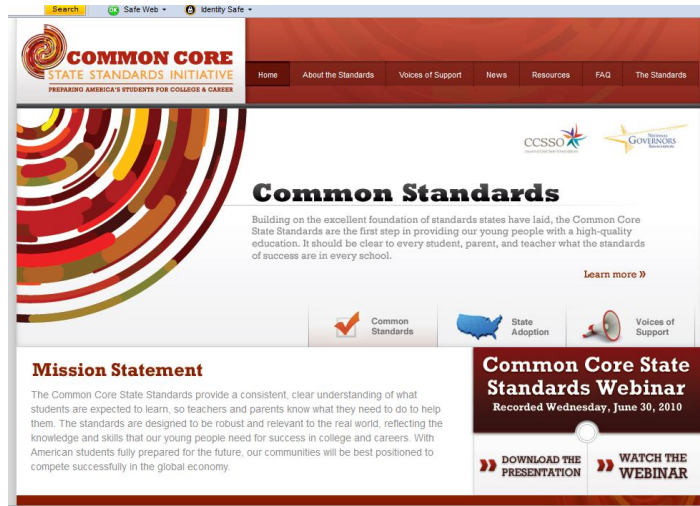 Search
OK Safe Web
Identity Safe
COMMON CORE
STATE STANDARDS INITIATIVE
PREPARING AMERICA'S STUDENTS FOR COLLEGE & CAREER
Home About the Standards Voices of Support News Resources FAQ The Standards
CCSSO
NATIONAL
GOVERNORS
ASSOCIATION
Common Standards
Building on the excellent foundation of standards states have laid, the Common Core
State Standards are the first step in providing our young people with a high-quality
education. It should be clear to every student, parent, and teacher what the standards
of success are in every school.
Learn more »
Common
Standards
State
Adoption
Voices of
Support
Mission Statement
The Common Core State Standards provide a consistent, clear understanding of what
students are expected to learn, so teachers and parents know what they need to do to help
them. The standards are designed to be robust and relevant to the real world, reflecting the
knowledge and skills that our young people need for success in college and careers. With
American students fully prepared for the future, our communities will be best positioned to
compete successfully in the global economy.
Common Core State
Standards Webinar
Recorded Wednesday, June 30, 2010
DOWNLOAD THE
PRESENTATION
WATCH THE
WEBINAR